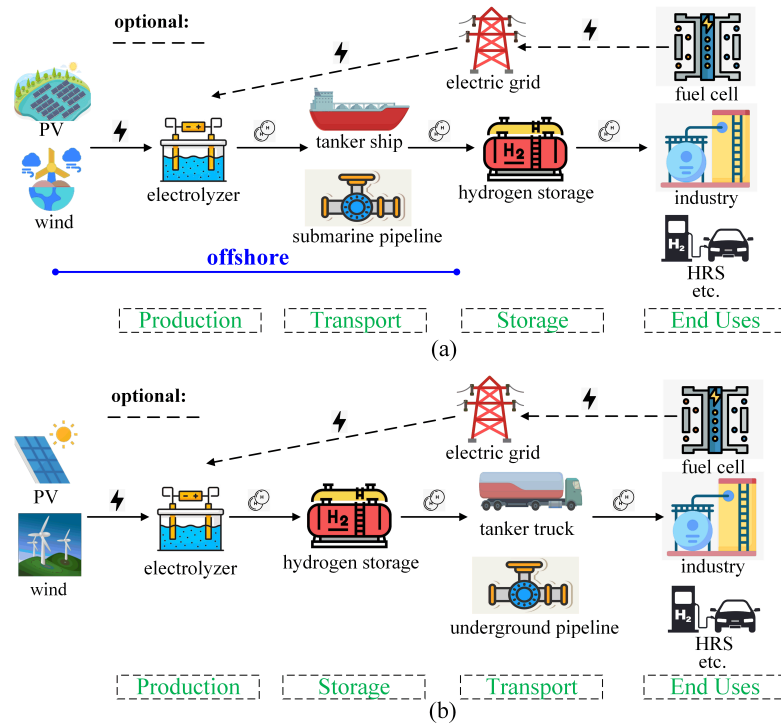 optional:
electric grid
fuel cell
PV
tanker ship
H₂
electrolyzer
hydrogen storage
industry
wind
submarine pipeline
H₂
offshore
HRS
etc.
Production
Transport
Storage
End Uses
(a)
optional:
electric grid
fuel cell
PV
H₂
tanker truck
electrolyzer
hydrogen storage
industry
wind
H₂
underground pipeline
HRS
etc.
Production
Storage
Transport
End Uses
(b)